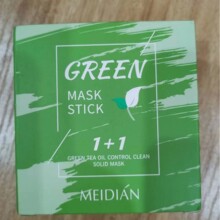 GREEN
MASK
STICK
1+1
GREEN TEA OIL CONTROL CLEAN
SOLID MASK
MEIDIAN